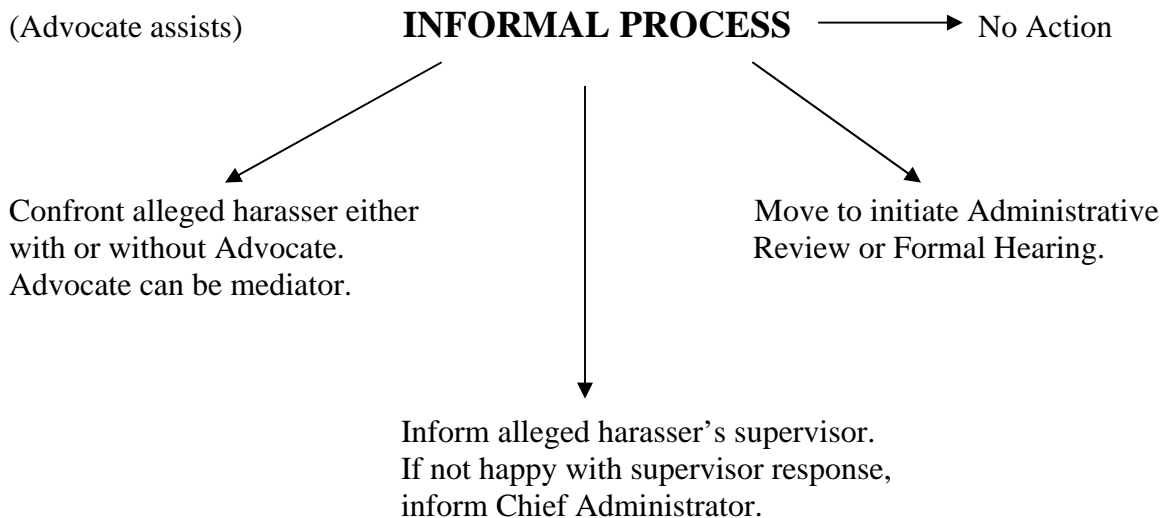 (Advocate assists) INFORMAL PROCESS No Action
Confront alleged harasser either
with or without Advocate.
Advocate can be mediator.
Move to initiate Administrative
Review or Formal Hearing.
Inform alleged harasser’s supervisor.
If not happy with supervisor response,
inform Chief Administrator.